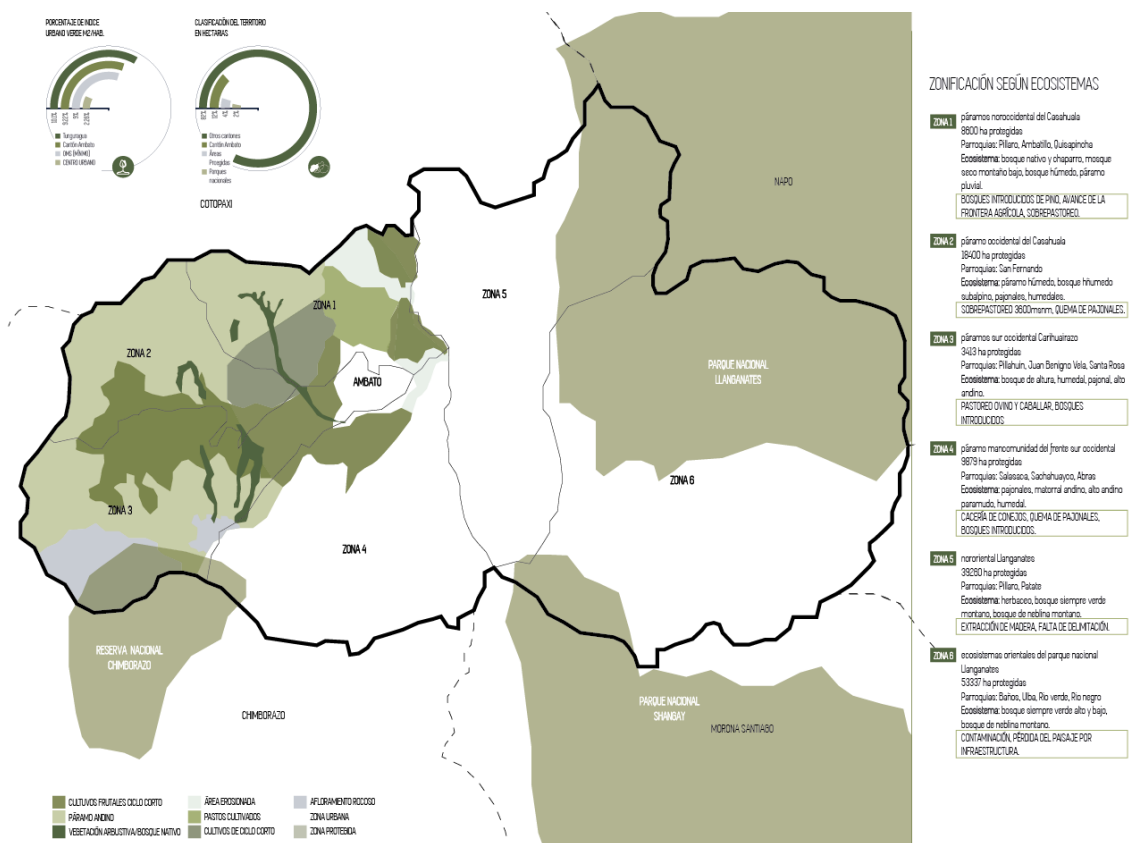 PORCENTAJE DE INDICE
URBANO VERDE M2/HAB.
Tunguragua
Cantón Ambato
OMS (MÍNIMO)
CENTRO URBANO
CLASIFICACIÓN DEL TERRITORIO
EN HECTARIAS
Otros cantones
Cantón Ambato
Áreas
Protegidas
Parques
nacionales
COTOPAXI
NAPO
ZONA 5
ZONA 1
ZONA 2
AMBATO
PARQUE NACIONAL
LLANGANATES
ZONA 6
ZONA 3
ZONA 4
RESERVA NACIONAL
CHIMBORAZO
CHIMBORAZO
PARQUE NACIONAL
SHANGAY
MORONA SANTIAGO
CULTIVOS FRUTALES CICLO CORTO
PÁRAMO ANDINO
VEGETACIÓN ARBUSTIVA/BOSQUE NATIVO
ÁREA EROSIONADA
PASTOS CULTIVADOS
CULTIVOS DE CICLO CORTO
AFLORAMIENTO ROCOSO
ZONA URBANA
ZONA PROTEGIDA
ZONIFICACIÓN SEGÚN ECOSISTEMAS
ZONA 1 páramos noroccidental del Casahuala
8600 ha protegidas
Parroquias: Píllaro, Ambatillo, Quisapincha
Ecosistema: bosque nativo y chaparro, mosque
seco montaño bajo, bosque húmedo, páramo
pluvial.
BOSQUES INTRODUCIDOS DE PINO, AVANCE DE LA
FRONTERA AGRÍCOLA, SOBREPASTOREO.
ZONA 2 páramo occidental del Casahuala
18400 ha protegidas
Parroquias: San Fernando
Ecosistema: páramo húmedo, bosque hhumedo
subalpino, pajonales, humedales.
SOBREPASTOREO 3600msnm, QUEMA DE PAJONALES.
ZONA 3 páramos sur occidental Carihuairazo
3413 ha protegidas
Parroquias: Pillahuin, Juan Benigno Vela, Santa Rosa
Ecosistema: bosque de altura, humedal, pajonal, alto
andino.
PASTOREO OVINO Y CABALLAR, BOSQUES
INTRODUCIDOS
ZONA 4 páramo mancomunidad del frente sur occidental
9879 ha protegidas
Parroquias: Salasaca, Sachahuayco, Abras
Ecosistema: pajonales, matorral andino, alto andino
paramudo, humedal.
CACERÍA DE CONEJOS, QUEMA DE PAJONALES,
BOSQUES INTRODUCIDOS.
ZONA 5 nororiental Llanganates
39280 ha protegidas
Parroquias: Píllaro, Patate
Ecosistema: herbaceo, bosque siempre verde
montano, bosque de neblina montano.
EXTRACCIÓN DE MADERA, FALTA DE DELIMITACIÓN.
ZONA 6 ecosistemas orientales del parque nacional
Llanganates
53337 ha protegidas
Parroquias: Baños, Ulba, Rio verde, Rio negro
Ecosistema: bosque siempre verde alto y bajo,
bosque de neblina montano.
CONTAMINACIÓN, PÉRDIDA DEL PAISAJE POR
INFRAESTRUCTURA.